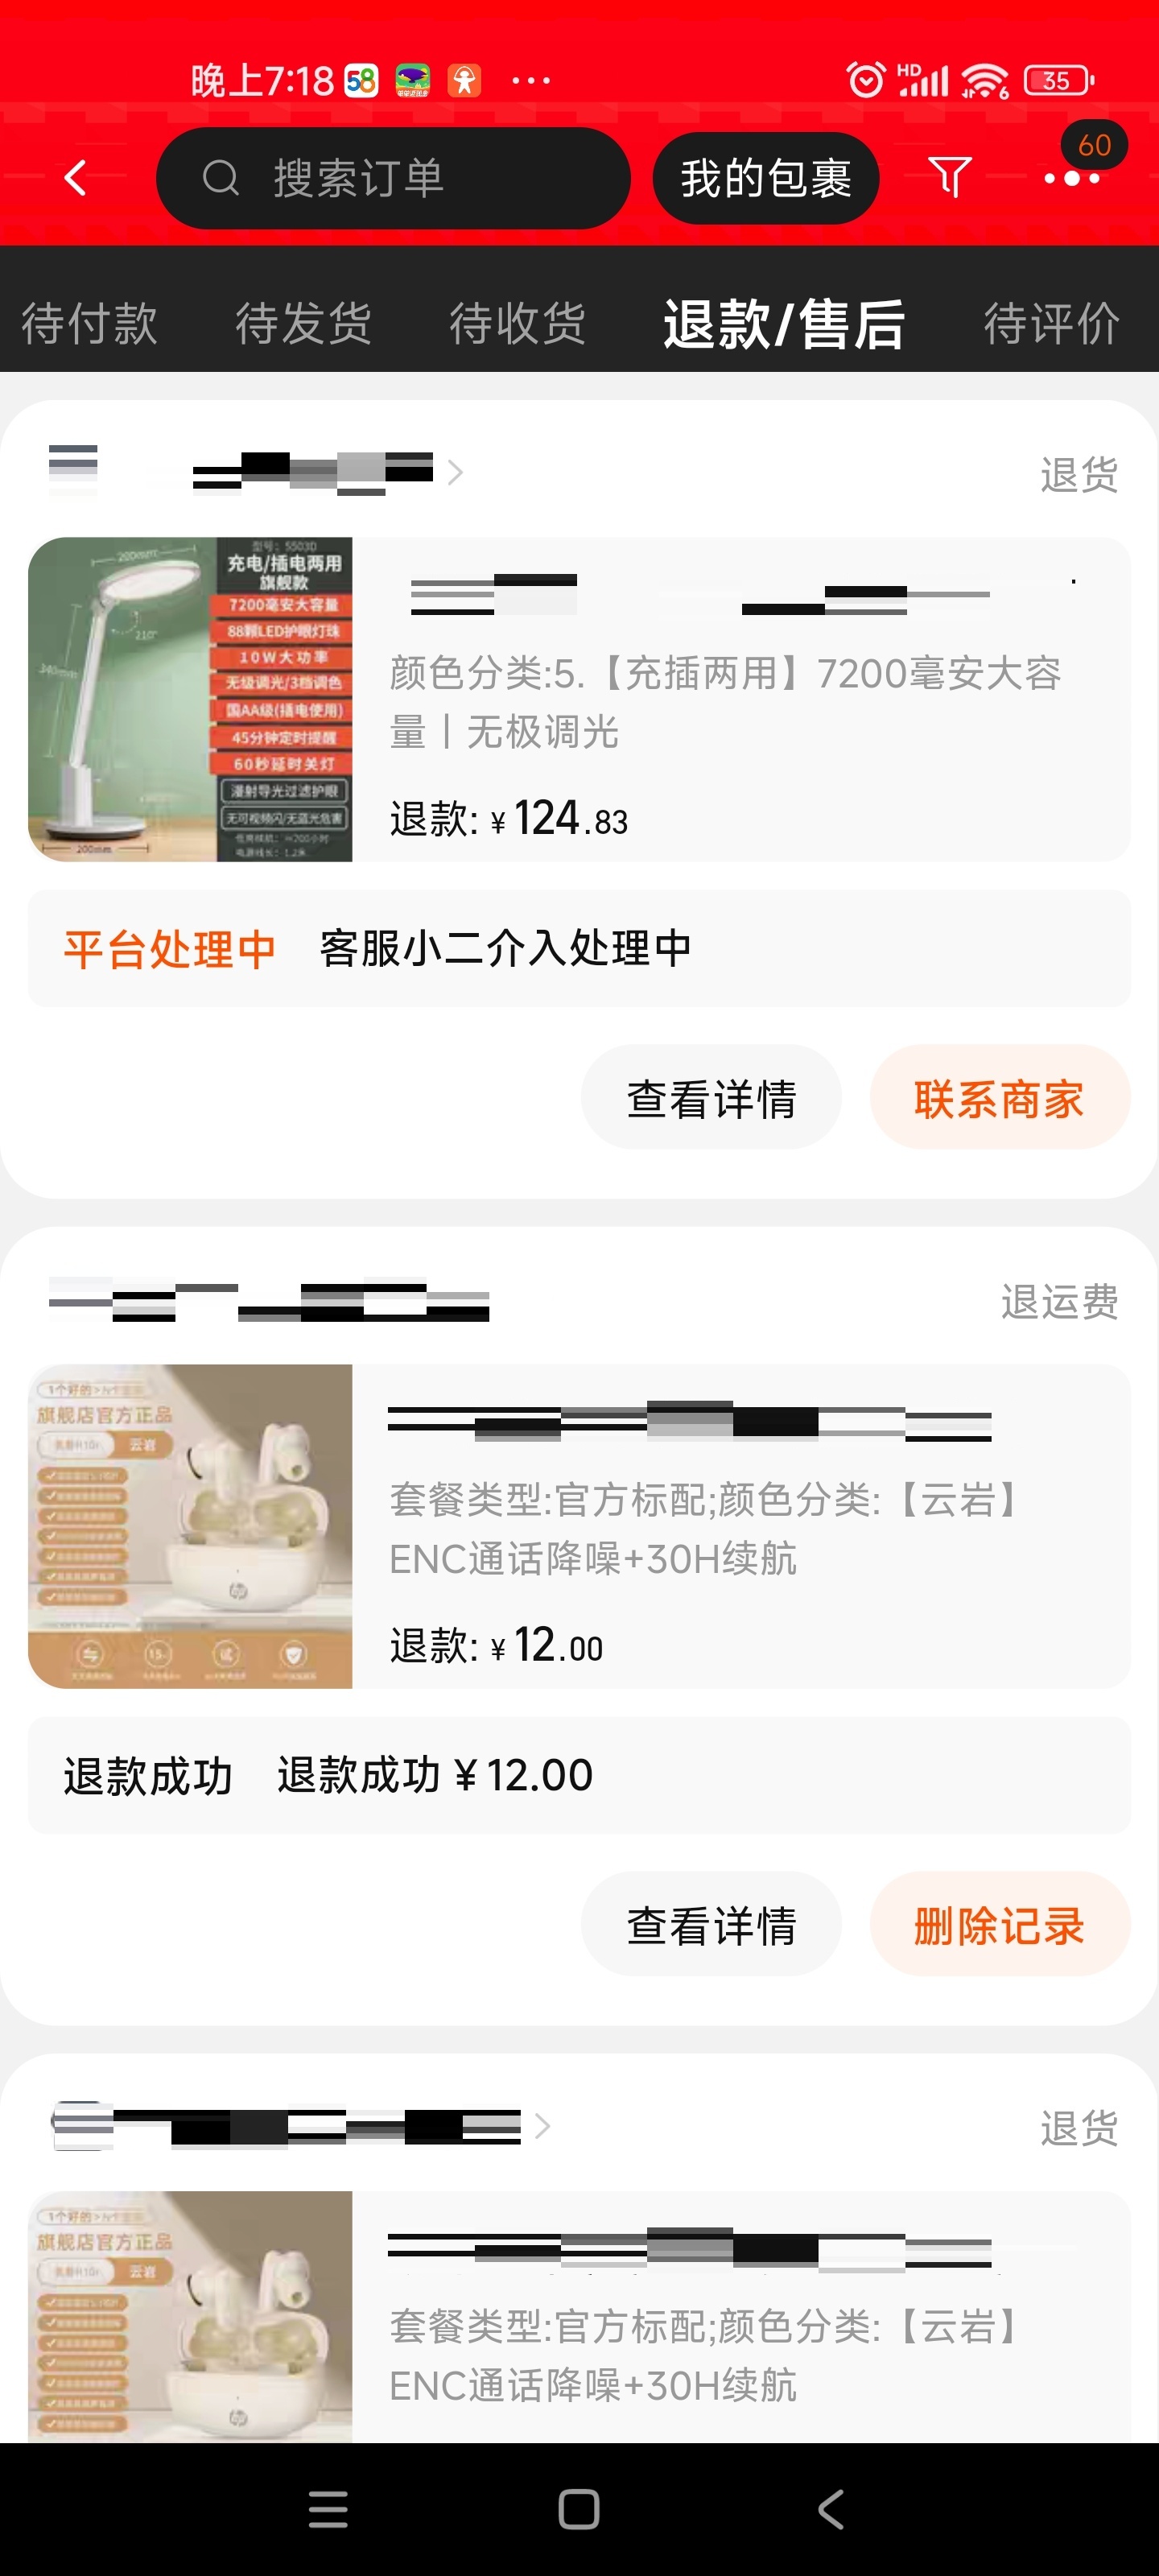 晚上7:18
35
搜索订单
我的包裹
60
待付款 待发货 待收货 退款/售后 待评价
退货
型号：5503D
充电/插电两用
旗舰款
7200毫安大容量
88颗LED护眼灯珠
10W大功率
无级调光/3档调色
国AA级(插电使用)
45分钟定时提醒
60秒延时关灯
漫射导光过滤护眼
无可视频闪/无蓝光危害
电源线长：1.2米
200mm
210°
340mm
200mm
颜色分类:5.【充插两用】7200毫安大容
量丨无极调光
退款: ¥124.83
平台处理中 客服小二介入处理中
查看详情 联系商家
退运费
旗舰店官方正品
云岩
套餐类型:官方标配;颜色分类:【云岩】
ENC通话降噪+30H续航
退款: ¥12.00
退款成功 退款成功 ¥12.00
查看详情 删除记录
退货
旗舰店官方正品
云岩
套餐类型:官方标配;颜色分类:【云岩】
ENC通话降噪+30H续航